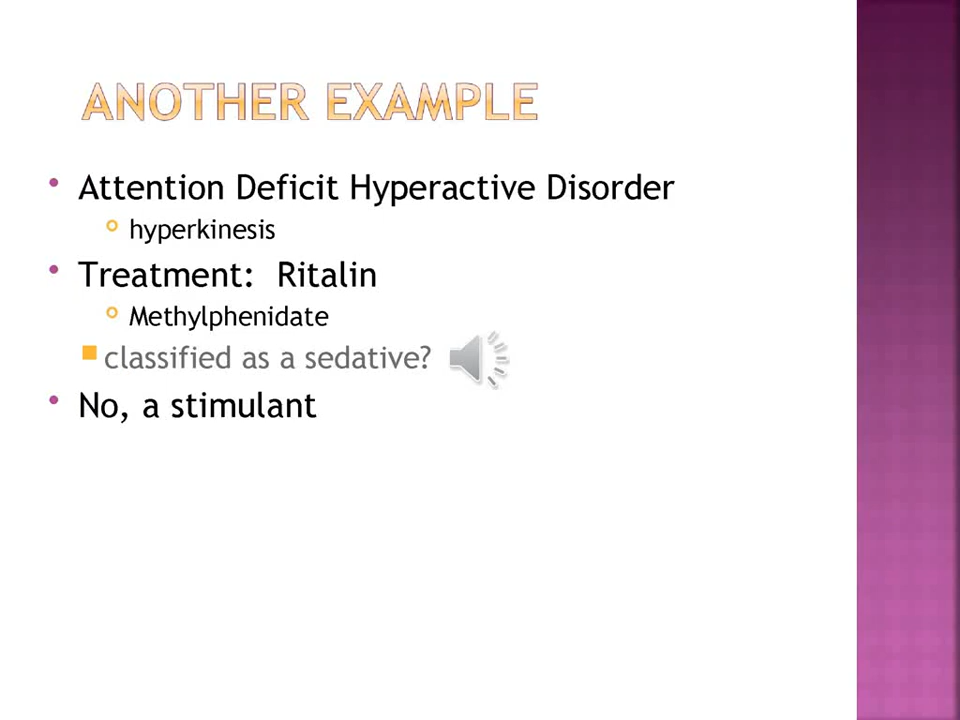 ANOTHER EXAMPLE
Attention Deficit Hyperactive Disorder
hyperkinesis
Treatment: Ritalin
Methylphenidate
classified as a sedative?
No, a stimulant